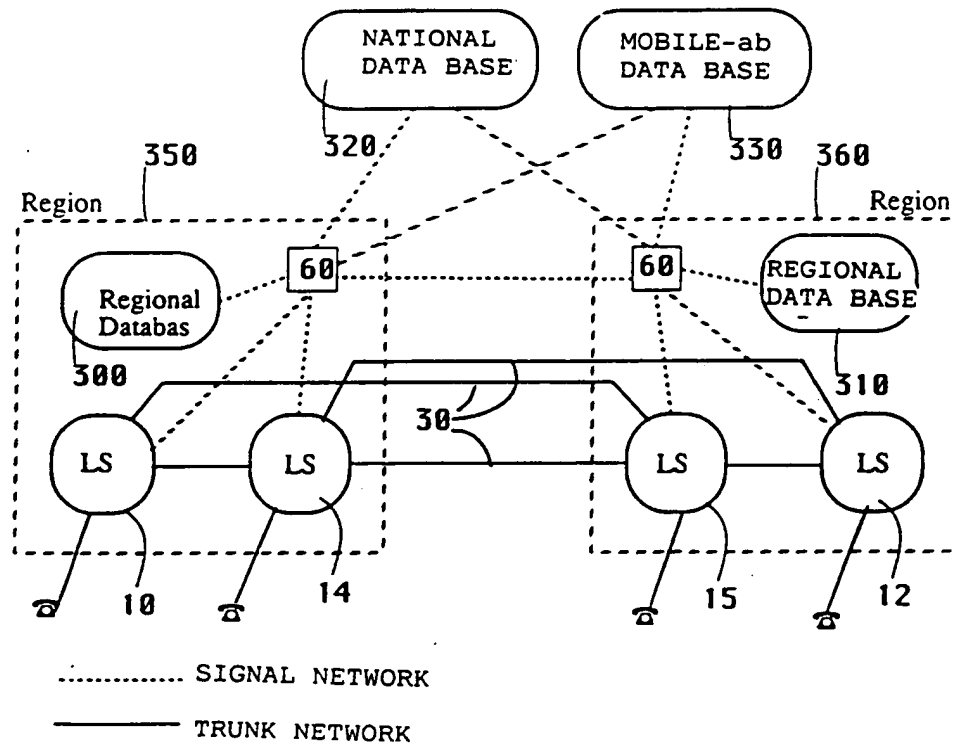 NATIONAL
DATA BASE
MOBILE-ab
DATA BASE
320
330
350
360
Region
Region
60
60
Regional
Databas
REGIONAL
DATA BASE
300
310
30
LS
LS
LS
LS
10
14
15
12
SIGNAL NETWORK
TRUNK NETWORK